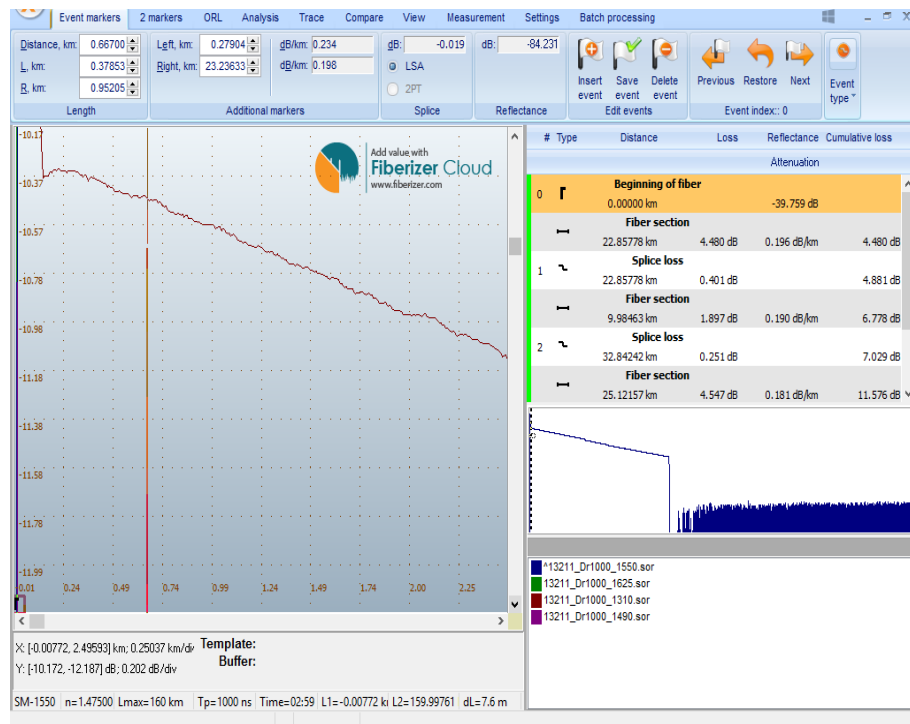 Event markers 2 markers ORL Analysis Trace Compare View Measurement Settings Batch processing
Distance, km: 0.66700 Left, km: 0.27904 dB/km: 0.234 dB: -0.019 dB: -84.231
L, km: 0.37853 Right, km: 23.23633 dB/km: 0.198 LSA
R, km: 0.95205 2PT
Insert event Save event Delete event Previous Restore Next Event type
Length Additional markers Splice Reflectance Edit events Event index:: 0
# Type Distance Loss Reflectance Cumulative loss
Attenuation
0 Beginning of fiber
0.00000 km -39.759 dB
Fiber section
22.85778 km 4.480 dB 0.196 dB/km 4.480 dB
1 Splice loss
22.85778 km 0.401 dB 4.881 dB
Fiber section
9.98463 km 1.897 dB 0.190 dB/km 6.778 dB
2 Splice loss
32.84242 km 0.251 dB 7.029 dB
Fiber section
25.12157 km 4.547 dB 0.181 dB/km 11.576 dB
Add value with
Fiberizer Cloud
www.fiberizer.com
-10.17
-10.37
-10.57
-10.78
-10.98
-11.18
-11.38
-11.58
-11.78
-11.99
0.01 0.24 0.49 0.74 0.99 1.24 1.49 1.74 2.00 2.25
^13211_Dr1000_1550.sor
13211_Dr1000_1625.sor
13211_Dr1000_1310.sor
13211_Dr1000_1490.sor
X: [-0.00772, 2.49593] km; 0.25037 km/div Template:
Y: [-10.172, -12.187] dB; 0.202 dB/div Buffer:
SM-1550 n=1.47500 Lmax=160 km Tp=1000 ns Time=02:59 L1=-0.00772 ki L2=159.99761 dL=7.6 m